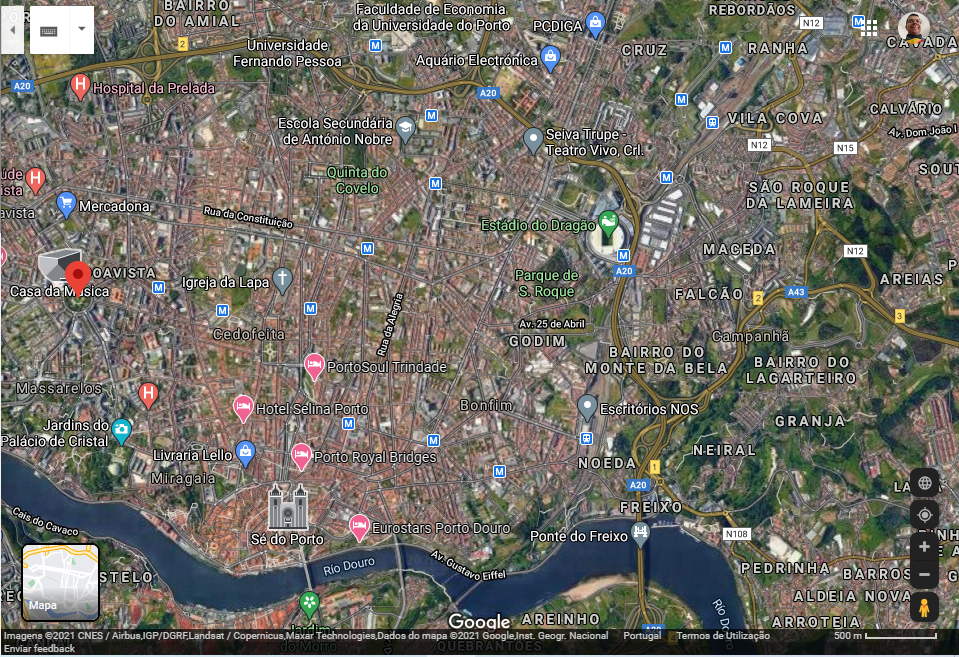 BAIRRO
DO AMIAL
Faculdade de Economia
da Universidade do Porto
PCDIGA
REBORDÕES
N12
M
2
Universidade
Fernando Pessoa
M
Aquário Electrónica
CRUZ
M
RANHA
A20
H
Hospital da Prelada
A20
M
CALVÁRIO
Escola Secundária
de António Nobre
M
M
VILA COVA
Av. Dom João I
Seiva Trupe -
Teatro Vivo, Crl.
N12
N15
H
Quinta do
Covelo
M
M
SÃO ROQUE
DA LAMEIRA
Mercadona
Rua da Constituição
Estádio do Dragão
M
M
A20
MACEDA
N12
OAVISTA
Casa da Música
M
Igreja da Lapa
Parque de
S. Roque
AREIAS
FALCÃO
2
A43
3
M
M
Cedofeita
Rua da Alegria
Av. 25 de Abril
GODIM
Campanhã
BAIRRO DO
MONTE DA BELA
BAIRRO DO
LAGARTEIRO
PortoSoul Trindade
Massarelos
H
Hotel Selina Porto
Bonfim
Escritórios NOS
M
GRANJA
Jardins do
Palácio de Cristal
M
Livraria Lello
Porto Royal Bridges
NOEDA
NEIRAL
M
1
Miragaia
A20
FREIXO
Cais do Cavaco
Sé do Porto
Eurostars Porto Douro
Ponte do Freixo
N108
Rio Douro
Av. Gustavo Eiffel
PEDRINHA
BARROS
STELO
ALDEIA NOVA
Mapa
Rio D
Jardim
do Morro
Google
AREINHO
ARROTEIA
QUEBRANTÕES
Imagens ©2021 CNES / Airbus,IGP/DGRF,Landsat / Copernicus,Maxar Technologies,Dados do mapa ©2021 Google,Inst. Geogr. Nacional
Portugal
Termos de Utilização
500 m
Enviar feedback